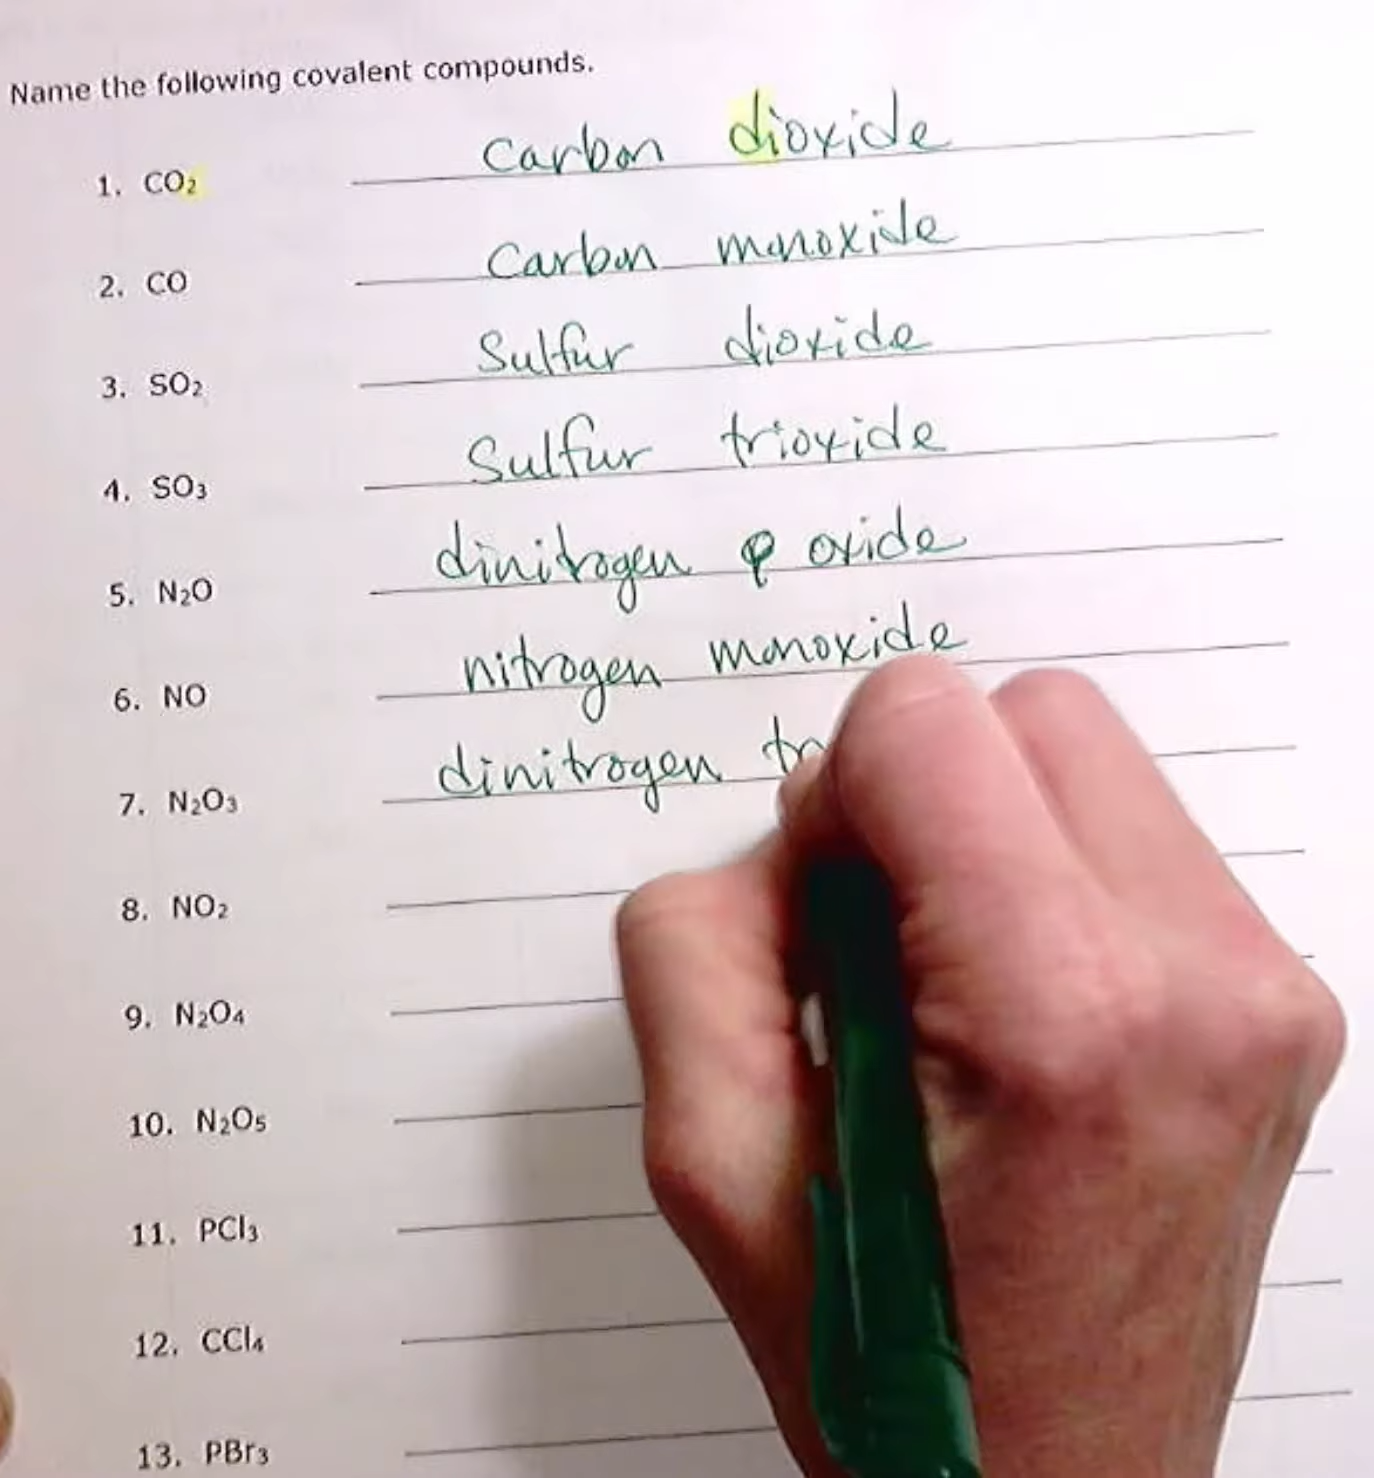 Name the following covalent compounds.
1. CO₂ Carbon dioxide
2. CO Carbon monoxide
3. SO₂ Sulfur dioxide
4. SO₃ Sulfur trioxide
5. N₂O dinitrogen oxide
6. NO nitrogen monoxide
7. N₂O₃ dinitrogen
8. NO₂
9. N₂O₄
10. N₂O₅
11. PCl₃
12. CCl₄
13. PBr₃